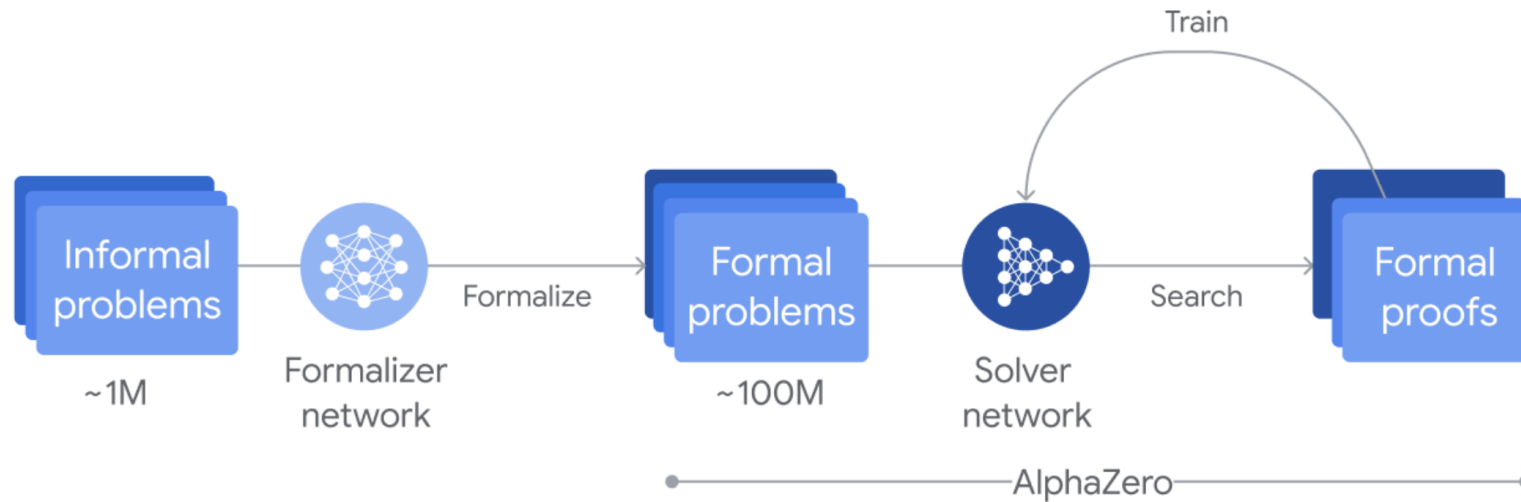 Train
Informal
problems
~1M
Formalizer
network
Formalize
Formal
problems
~100M
Solver
network
Search
Formal
proofs
AlphaZero